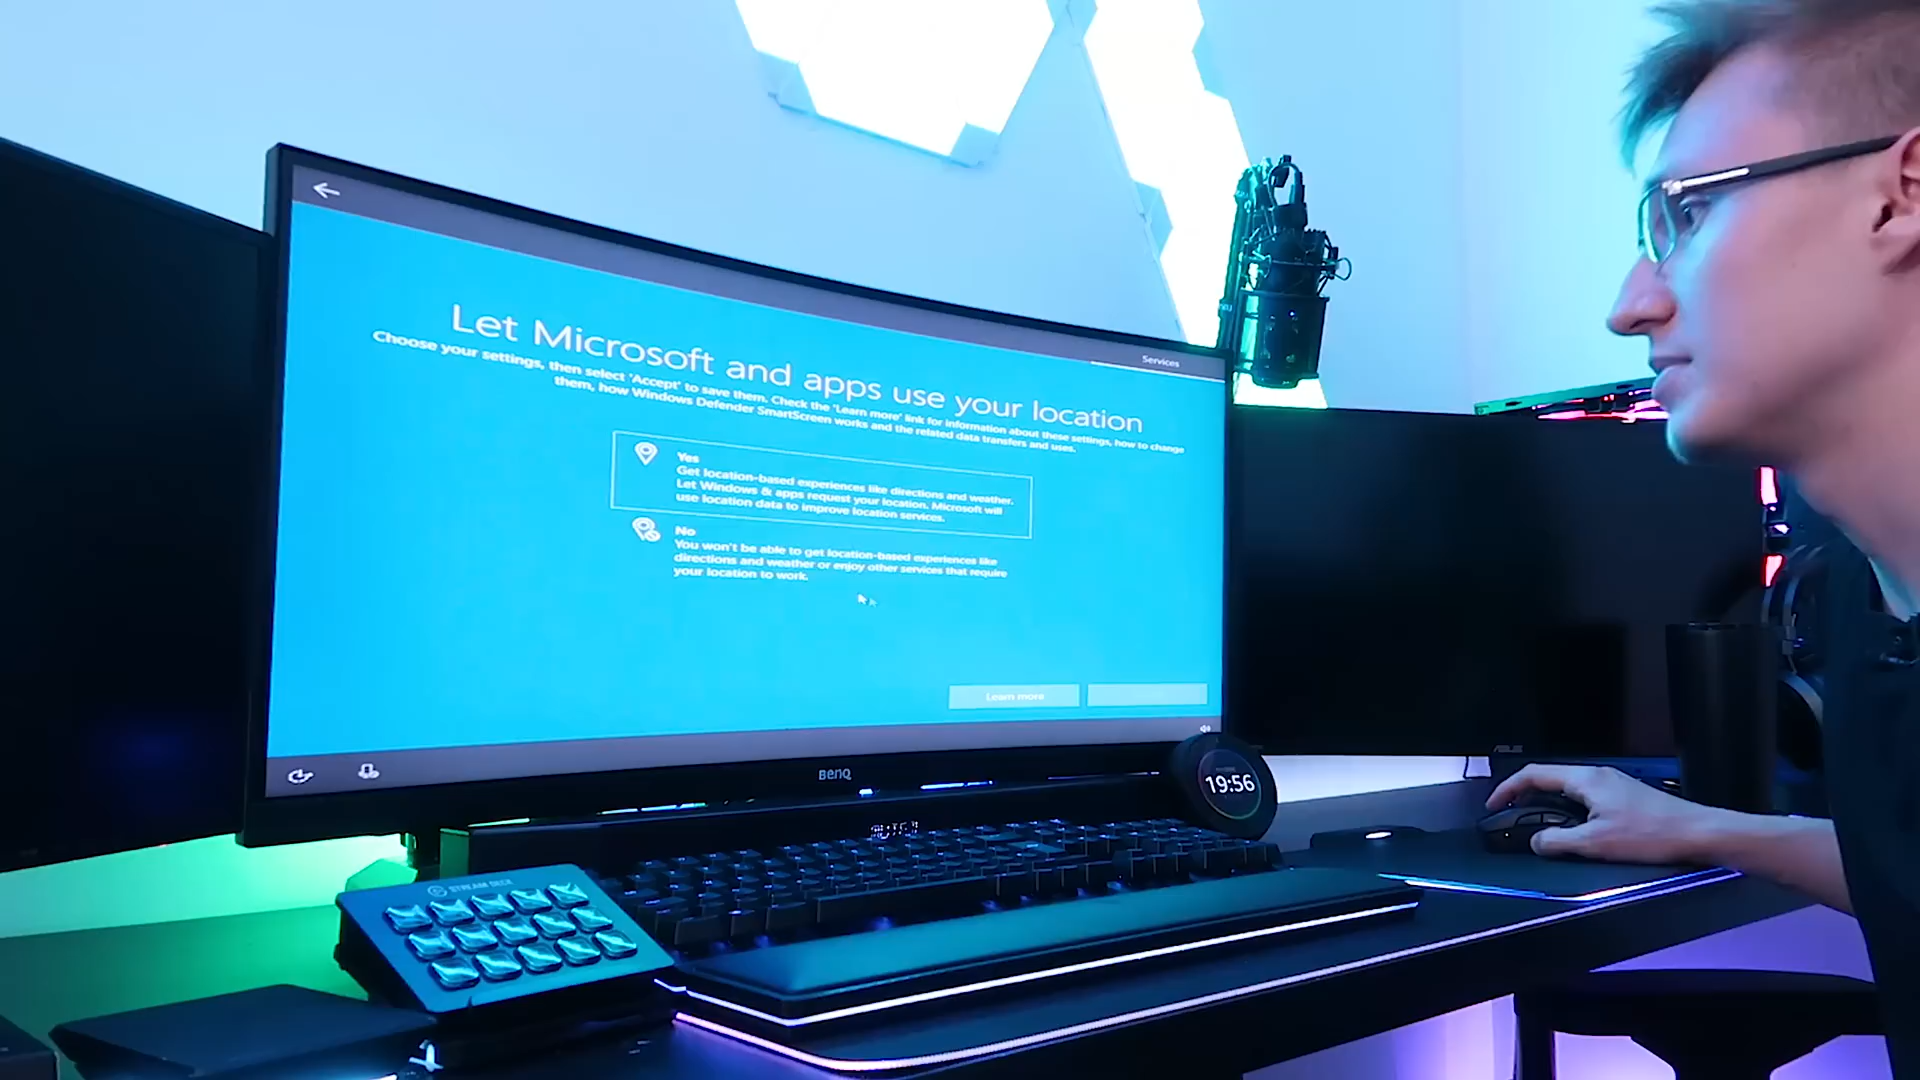 Services
Let Microsoft and apps use your location
Choose your settings, then select 'Accept' to save them. Check the 'Learn more' link for information about these settings, how to change
them, how Windows Defender SmartScreen works and the related data transfers and uses.
Yes
Get location-based experiences like directions and weather.
Let Windows & apps request your location. Microsoft will
use location data to improve location services.
No
You won't be able to get location-based experiences like
directions and weather or enjoy other services that require
your location to work.
Learn more
BenQ
19:56
ASUS
STREAM DECK